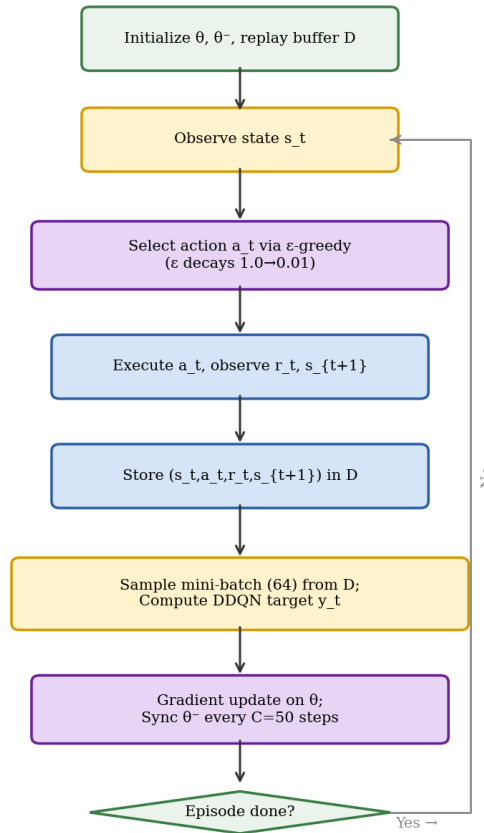 Initialize θ, θ⁻, replay buffer D
Observe state s_t
Select action a_t via ε-greedy
(ε decays 1.0→0.01)
Execute a_t, observe r_t, s_{t+1}
Store (s_t,a_t,r_t,s_{t+1}) in D
Sample mini-batch (64) from D;
Compute DDQN target y_t
Gradient update on θ;
Sync θ⁻ every C=50 steps
Episode done?
Yes →